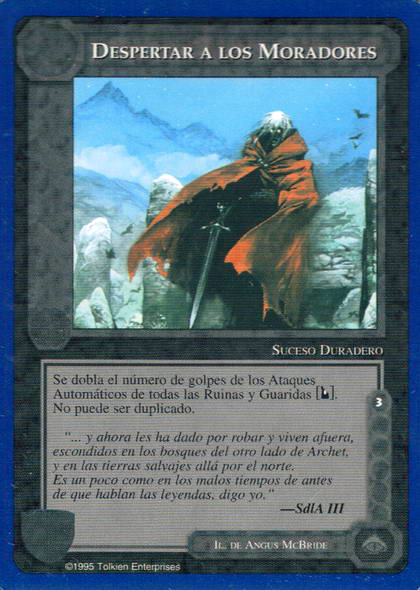 Despertar a los Moradores
Suceso Duradero
Se dobla el número de golpes de los Ataques
Automáticos de todas las Ruinas y Guaridas [].
No puede ser duplicado.
3
"... y ahora les ha dado por robar y viven afuera,
escondidos en los bosques del otro lado de Archet,
y en las tierras salvajes allá por el norte.
Es un poco como en los malos tiempos de antes
de que hablan las leyendas, digo yo."
—SdlA III
Il. de Angus McBride
©1995 Tolkien Enterprises